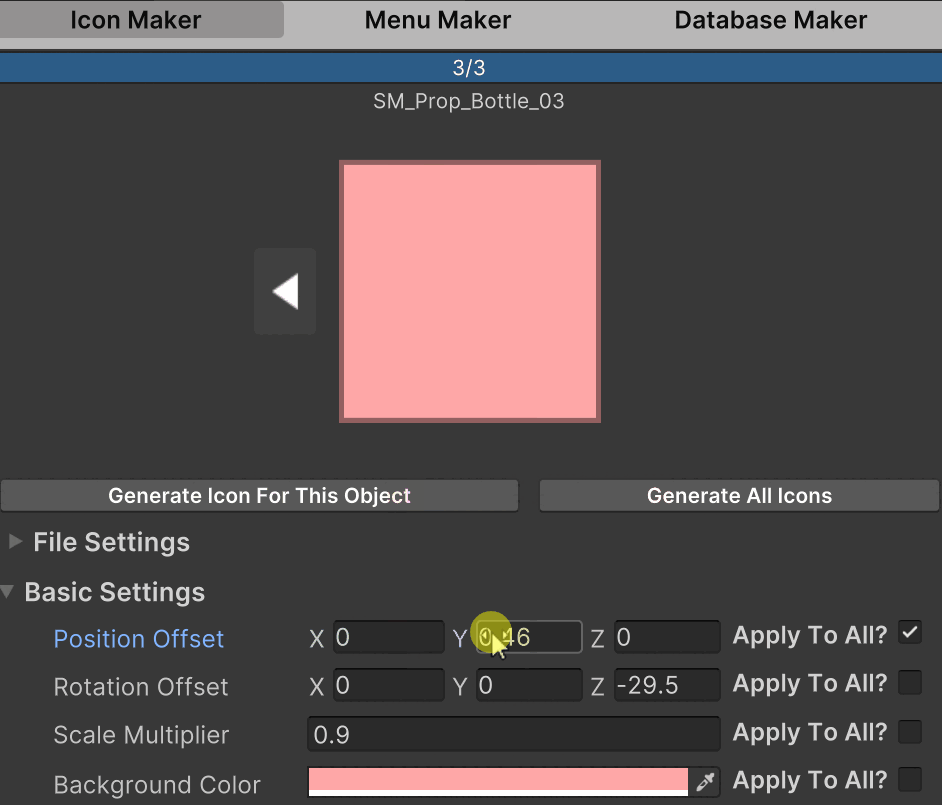 Icon Maker Menu Maker Database Maker
3/3
SM_Prop_Bottle_03
Generate Icon For This Object Generate All Icons
File Settings
Basic Settings
Position Offset X 0 Y 0.46 Z 0 Apply To All?
Rotation Offset X 0 Y 0 Z -29.5 Apply To All?
Scale Multiplier 0.9 Apply To All?
Background Color Apply To All?